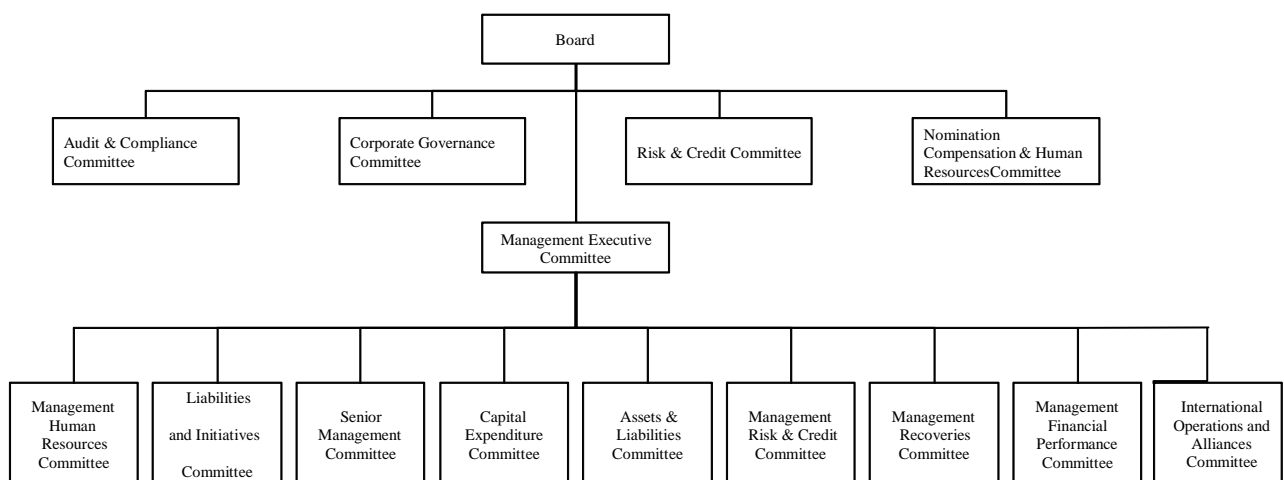 Board
Audit & Compliance
Committee
Corporate Governance
Committee
Risk & Credit Committee
Nomination
Compensation & Human
ResourcesCommittee
Management Executive
Committee
Management
Human
Resources
Committee
Liabilities
and Initiatives
Committee
Senior
Management
Committee
Capital
Expenditure
Committee
Assets &
Liabilities
Committee
Management
Risk & Credit
Committee
Management
Recoveries
Committee
Management
Financial
Performance
Committee
International
Operations and
Alliances
Committee